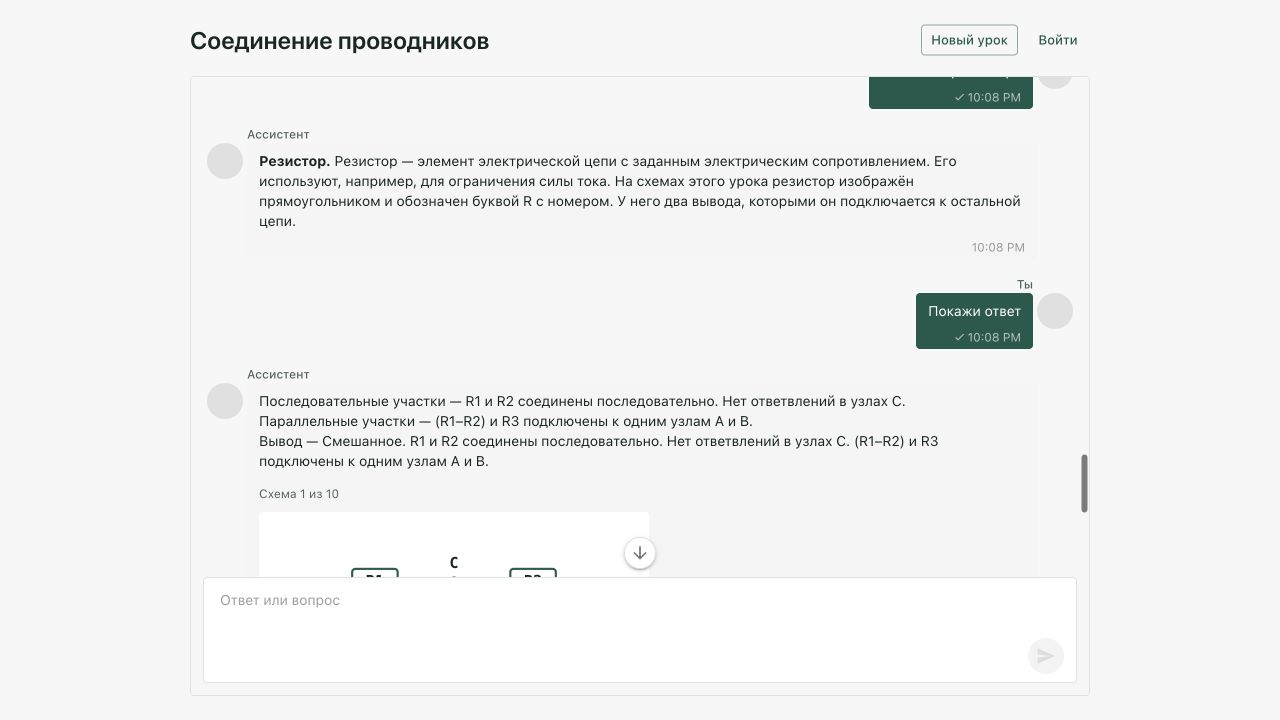 Соединение проводников
Новый урок
Войти
10:08 PM
Ассистент
Резистор. Резистор — элемент электрической цепи с заданным электрическим сопротивлением. Его
используют, например, для ограничения силы тока. На схемах этого урока резистор изображён
прямоугольником и обозначен буквой R с номером. У него два вывода, которыми он подключается к остальной
цепи.
10:08 PM
Ты
Покажи ответ
10:08 PM
Ассистент
Последовательные участки — R1 и R2 соединены последовательно. Нет ответвлений в узлах C.
Параллельные участки — (R1–R2) и R3 подключены к одним узлам A и B.
Вывод — Смешанное. R1 и R2 соединены последовательно. Нет ответвлений в узлах C. (R1–R2) и R3
подключены к одним узлам A и B.
Схема 1 из 10
C
Ответ или вопрос